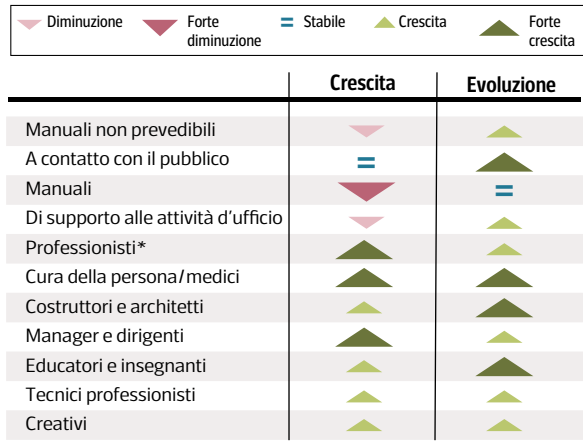 Diminuzione
Forte
diminuzione
Stabile
Crescita
Forte
crescita
Crescita Evoluzione
Manuali non prevedibili
A contatto con il pubblico
Manuali
Di supporto alle attività d'ufficio
Professionisti*
Cura della persona/medici
Costruttori e architetti
Manager e dirigenti
Educatori e insegnanti
Tecnici professionisti
Creativi